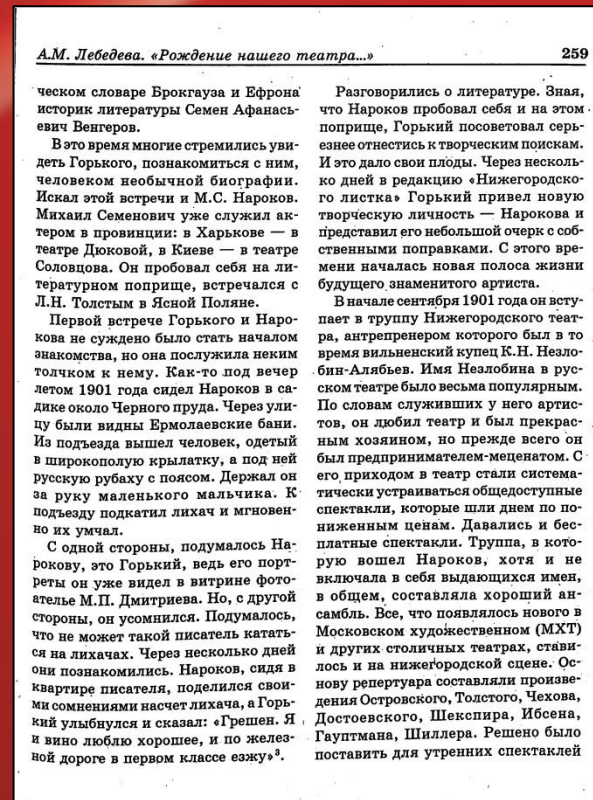 А.М. Лебедева. «Рождение нашего театра...» 259
ческом словаре Брокгауза и Ефрона
историк литературы Семен Афанась-
евич Венгеров.
В это время многие стремились уви-
деть Горького, познакомиться с ним,
человеком необычной биографии.
Искал этой встречи и М.С. Нароков.
Михаил Семенович уже служил ак-
тером в провинции: в Харькове — в
театре Дюковой, в Киеве — в театре
Соловцова. Он пробовал себя на ли-
тературном поприще, встречался с
Л.Н. Толстым в Ясной Поляне.
Первой встрече Горького и Наро-
кова не суждено было стать началом
знакомства, но она послужила неким
толчком к нему. Как-то под вечер
летом 1901 года сидел Нароков в са-
дике около Черного пруда. Через ули-
цу были видны Ермолаевские бани.
Из подъезда вышел человек, одетый
в широкополую крылатку, а под ней
русскую рубаху с поясом. Держал он
за руку маленького мальчика. К
подъезду подкатил лихач и мгновен-
но их умчал.
С одной стороны, подумалось На-
рокову, это Горький, ведь его порт-
реты он уже видел в витрине фото-
ателье М.П. Дмитриева. Но, с другой
стороны, он усомнился. Подумалось,
что не может такой писатель катать-
ся на лихачах. Через несколько дней
они познакомились. Нароков, сидя в
квартире писателя, поделился свои-
ми сомнениями насчет лихача, а Горь-
кий улыбнулся и сказал: «Грешен. Я
и вино люблю хорошее, и по желез-
ной дороге в первом классе езжу»³.
Разговорились о литературе. Зная,
что Нароков пробовал себя и на этом
поприще, Горький посоветовал серь-
езнее отнестись к творческим поискам.
И это дало свои плоды. Через несколь-
ко дней в редакцию «Нижегородско-
го листка» Горький привел новую
творческую личность — Нарокова и
представил его небольшой очерк с соб-
ственными поправками. С этого вре-
мени началась новая полоса жизни
будущего знаменитого артиста.
В начале сентября 1901 года он всту-
пает в труппу Нижегородского теат-
ра, антрепренером которого был в то
время вильненский купец К.Н. Незло-
бин-Алябьев. Имя Незлобина в рус-
ском театре было весьма популярным.
По словам служивших у него артис-
тов, он любил театр и был прекрас-
ным хозяином, но прежде всего он
был предпринимателем-меценатом. С
его приходом в театр стали система-
тически устраиваться общедоступные
спектакли, которые шли днем по по-
ниженным ценам. Давались и бес-
платные спектакли. Труппа, в кото-
рую вошел Нароков, хотя и не
включала в себя выдающихся имен,
в общем, составляла хороший ан-
самбль. Все, что появлялось нового в
Московском художественном (МХТ)
и других столичных театрах, стави-
лось и на нижегородской сцене. Ос-
нову репертуара составляли произве-
дения Островского, Толстого, Чехова,
Достоевского, Шекспира, Ибсена,
Гауптмана, Шиллера. Решено было
поставить для утренних спектаклей